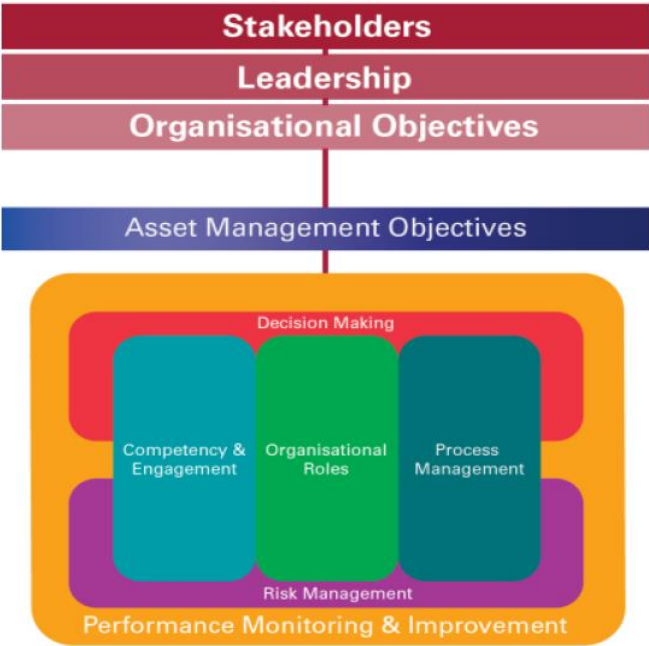 Stakeholders
Leadership
Organisational Objectives
Asset Management Objectives
Decision Making
Competency &
Engagement
Organisational
Roles
Process
Management
Risk Management
Performance Monitoring & Improvement